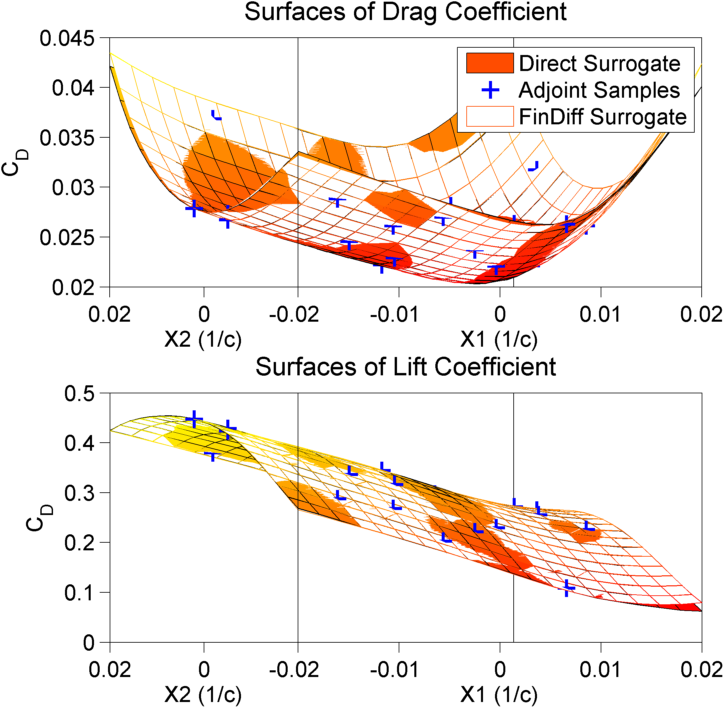 Surfaces of Drag Coefficient
0.045
0.04
0.035
0.03
0.025
0.02
C_D
Direct Surrogate
Adjoint Samples
FinDiff Surrogate
0.02 0 -0.02 -0.01 0 0.01 0.02
X2 (1/c) X1 (1/c)
Surfaces of Lift Coefficient
0.5
0.4
0.3
0.2
0.1
0
C_D
0.02 0 -0.02 -0.01 0 0.01 0.02
X2 (1/c) X1 (1/c)